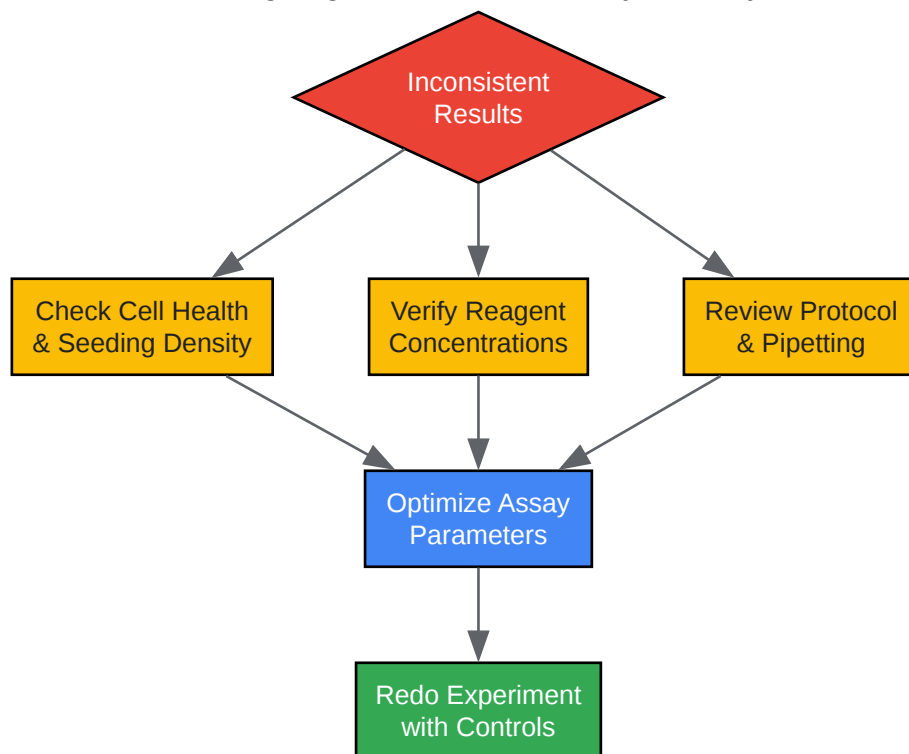 Inconsistent
Results
Check Cell Health
& Seeding Density
Verify Reagent
Concentrations
Review Protocol
& Pipetting
Optimize Assay
Parameters
Redo Experiment
with Controls